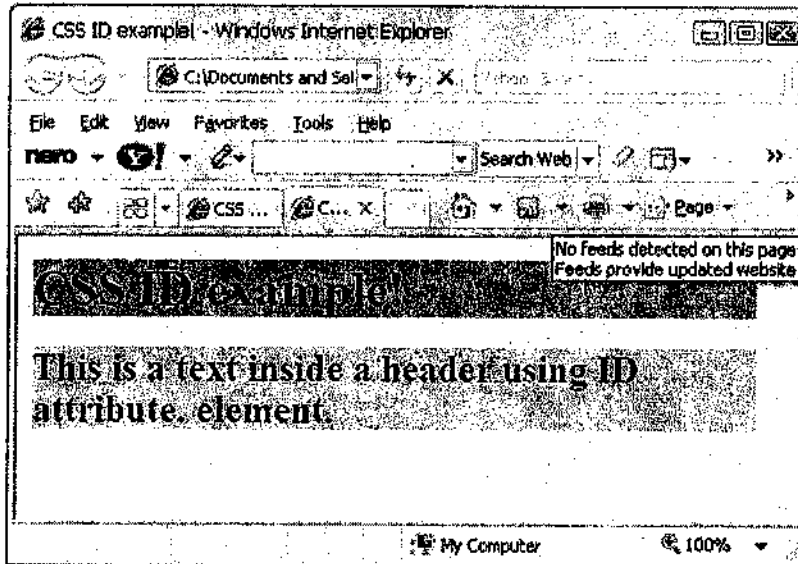 CSS ID example! - Windows Internet Explorer
C:\Documents and Set
File Edit View Favorites Tools Help
nero Y! Search Web
CSS ... C... X Page
No feeds detected on this page
Feeds provide updated website
CSS ID example!
This is a text inside a header using ID
attribute. element.
My Computer 100%